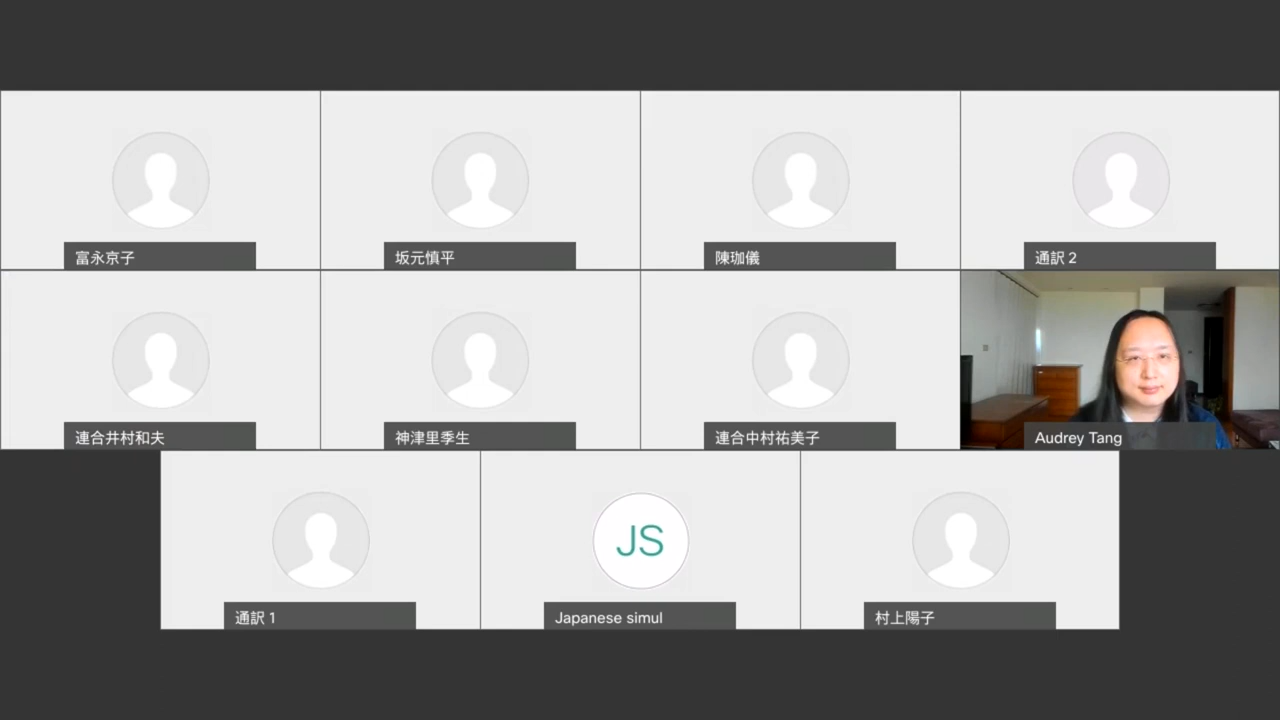 富永京子
坂元慎平
陳珈儀
通訳 2
連合井村和夫
神津里季生
連合中村祐美子
Audrey Tang
通訳 1
JS
Japanese simul
村上陽子